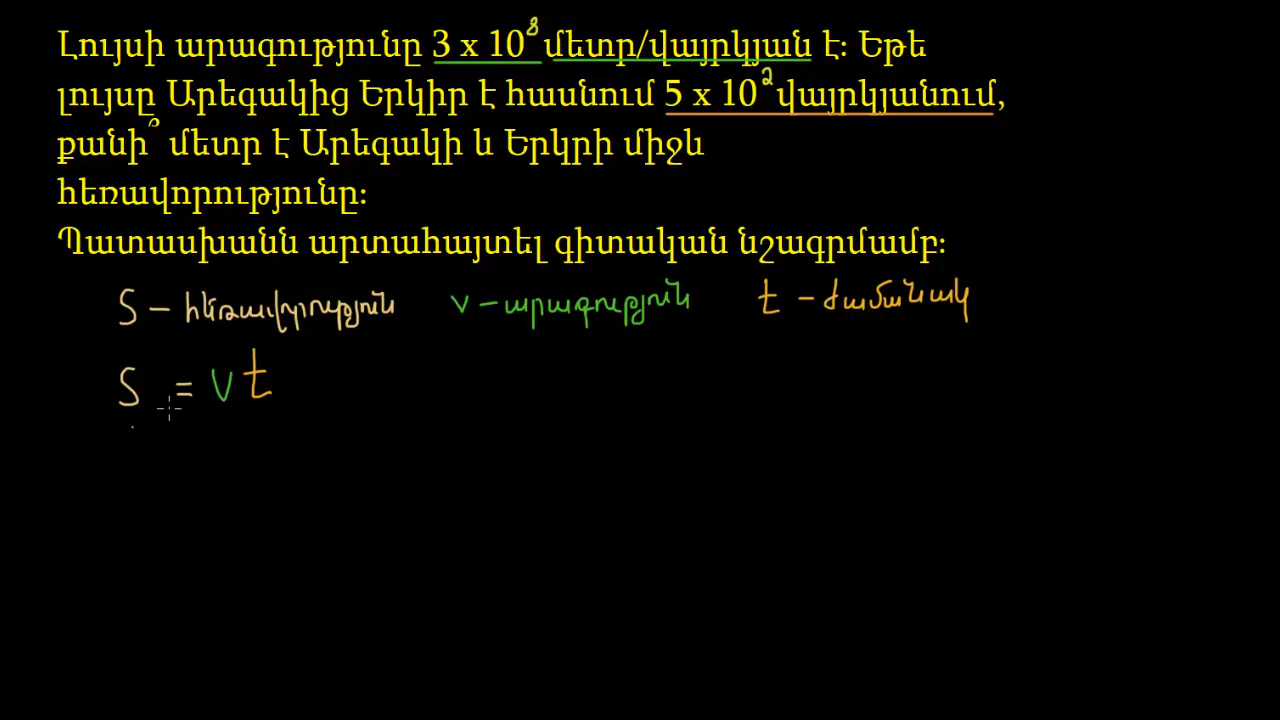 Լույսի արագությունը 3 x 10⁸ մետր/վայրկյան է։ Եթե
լույսը Արեգակից Երկիր է հասնում 5 x 10² վայրկյանում,
քանի՞ մետր է Արեգակի և Երկրի միջև
հեռավորությունը։
Պատասխանն արտահայտել գիտական նշագրմամբ։
S – հեռավորություն v – արագություն t – ժամանակ
S = v t